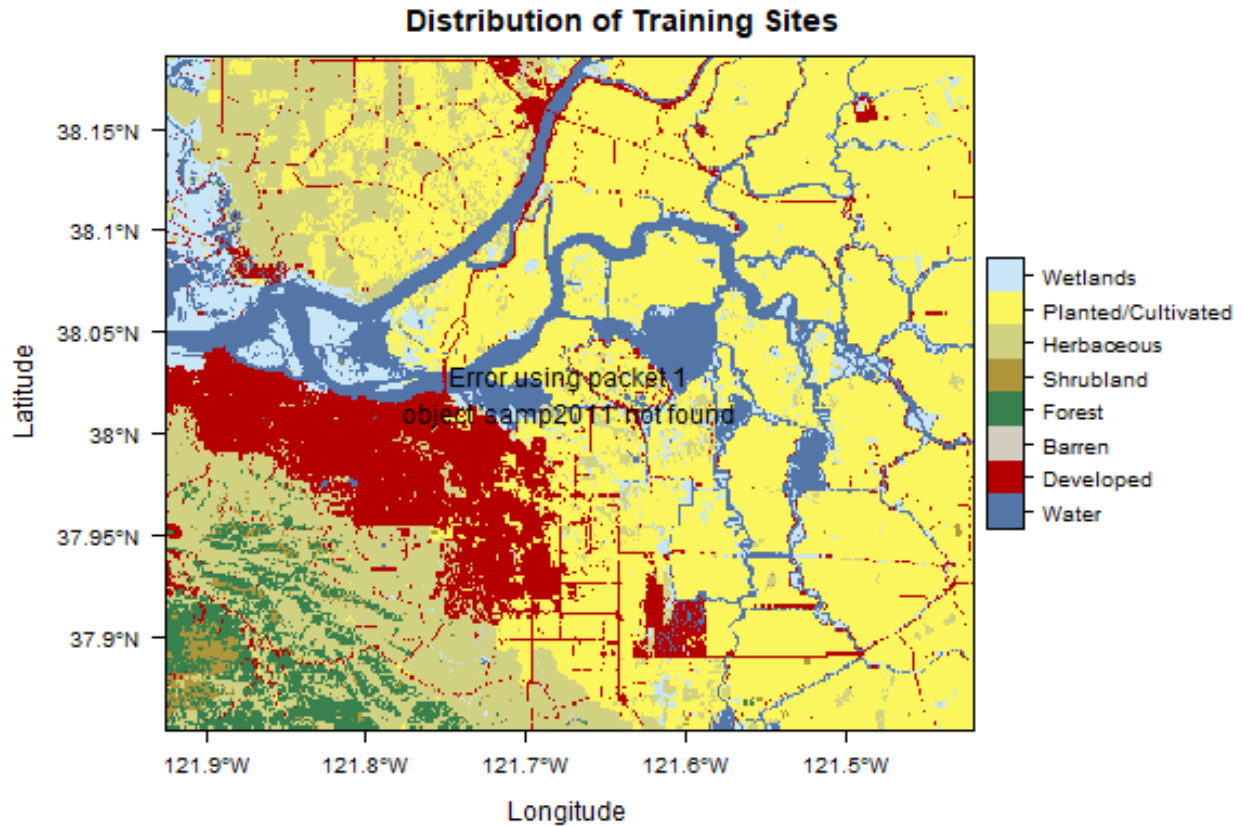 Distribution of Training Sites
38.15°N
38.1°N
38.05°N
38°N
37.95°N
37.9°N
Latitude
Error using packet 1
object 'samp2011' not found
Wetlands
Planted/Cultivated
Herbaceous
Shrubland
Forest
Barren
Developed
Water
121.9°W
121.8°W
121.7°W
121.6°W
121.5°W
Longitude